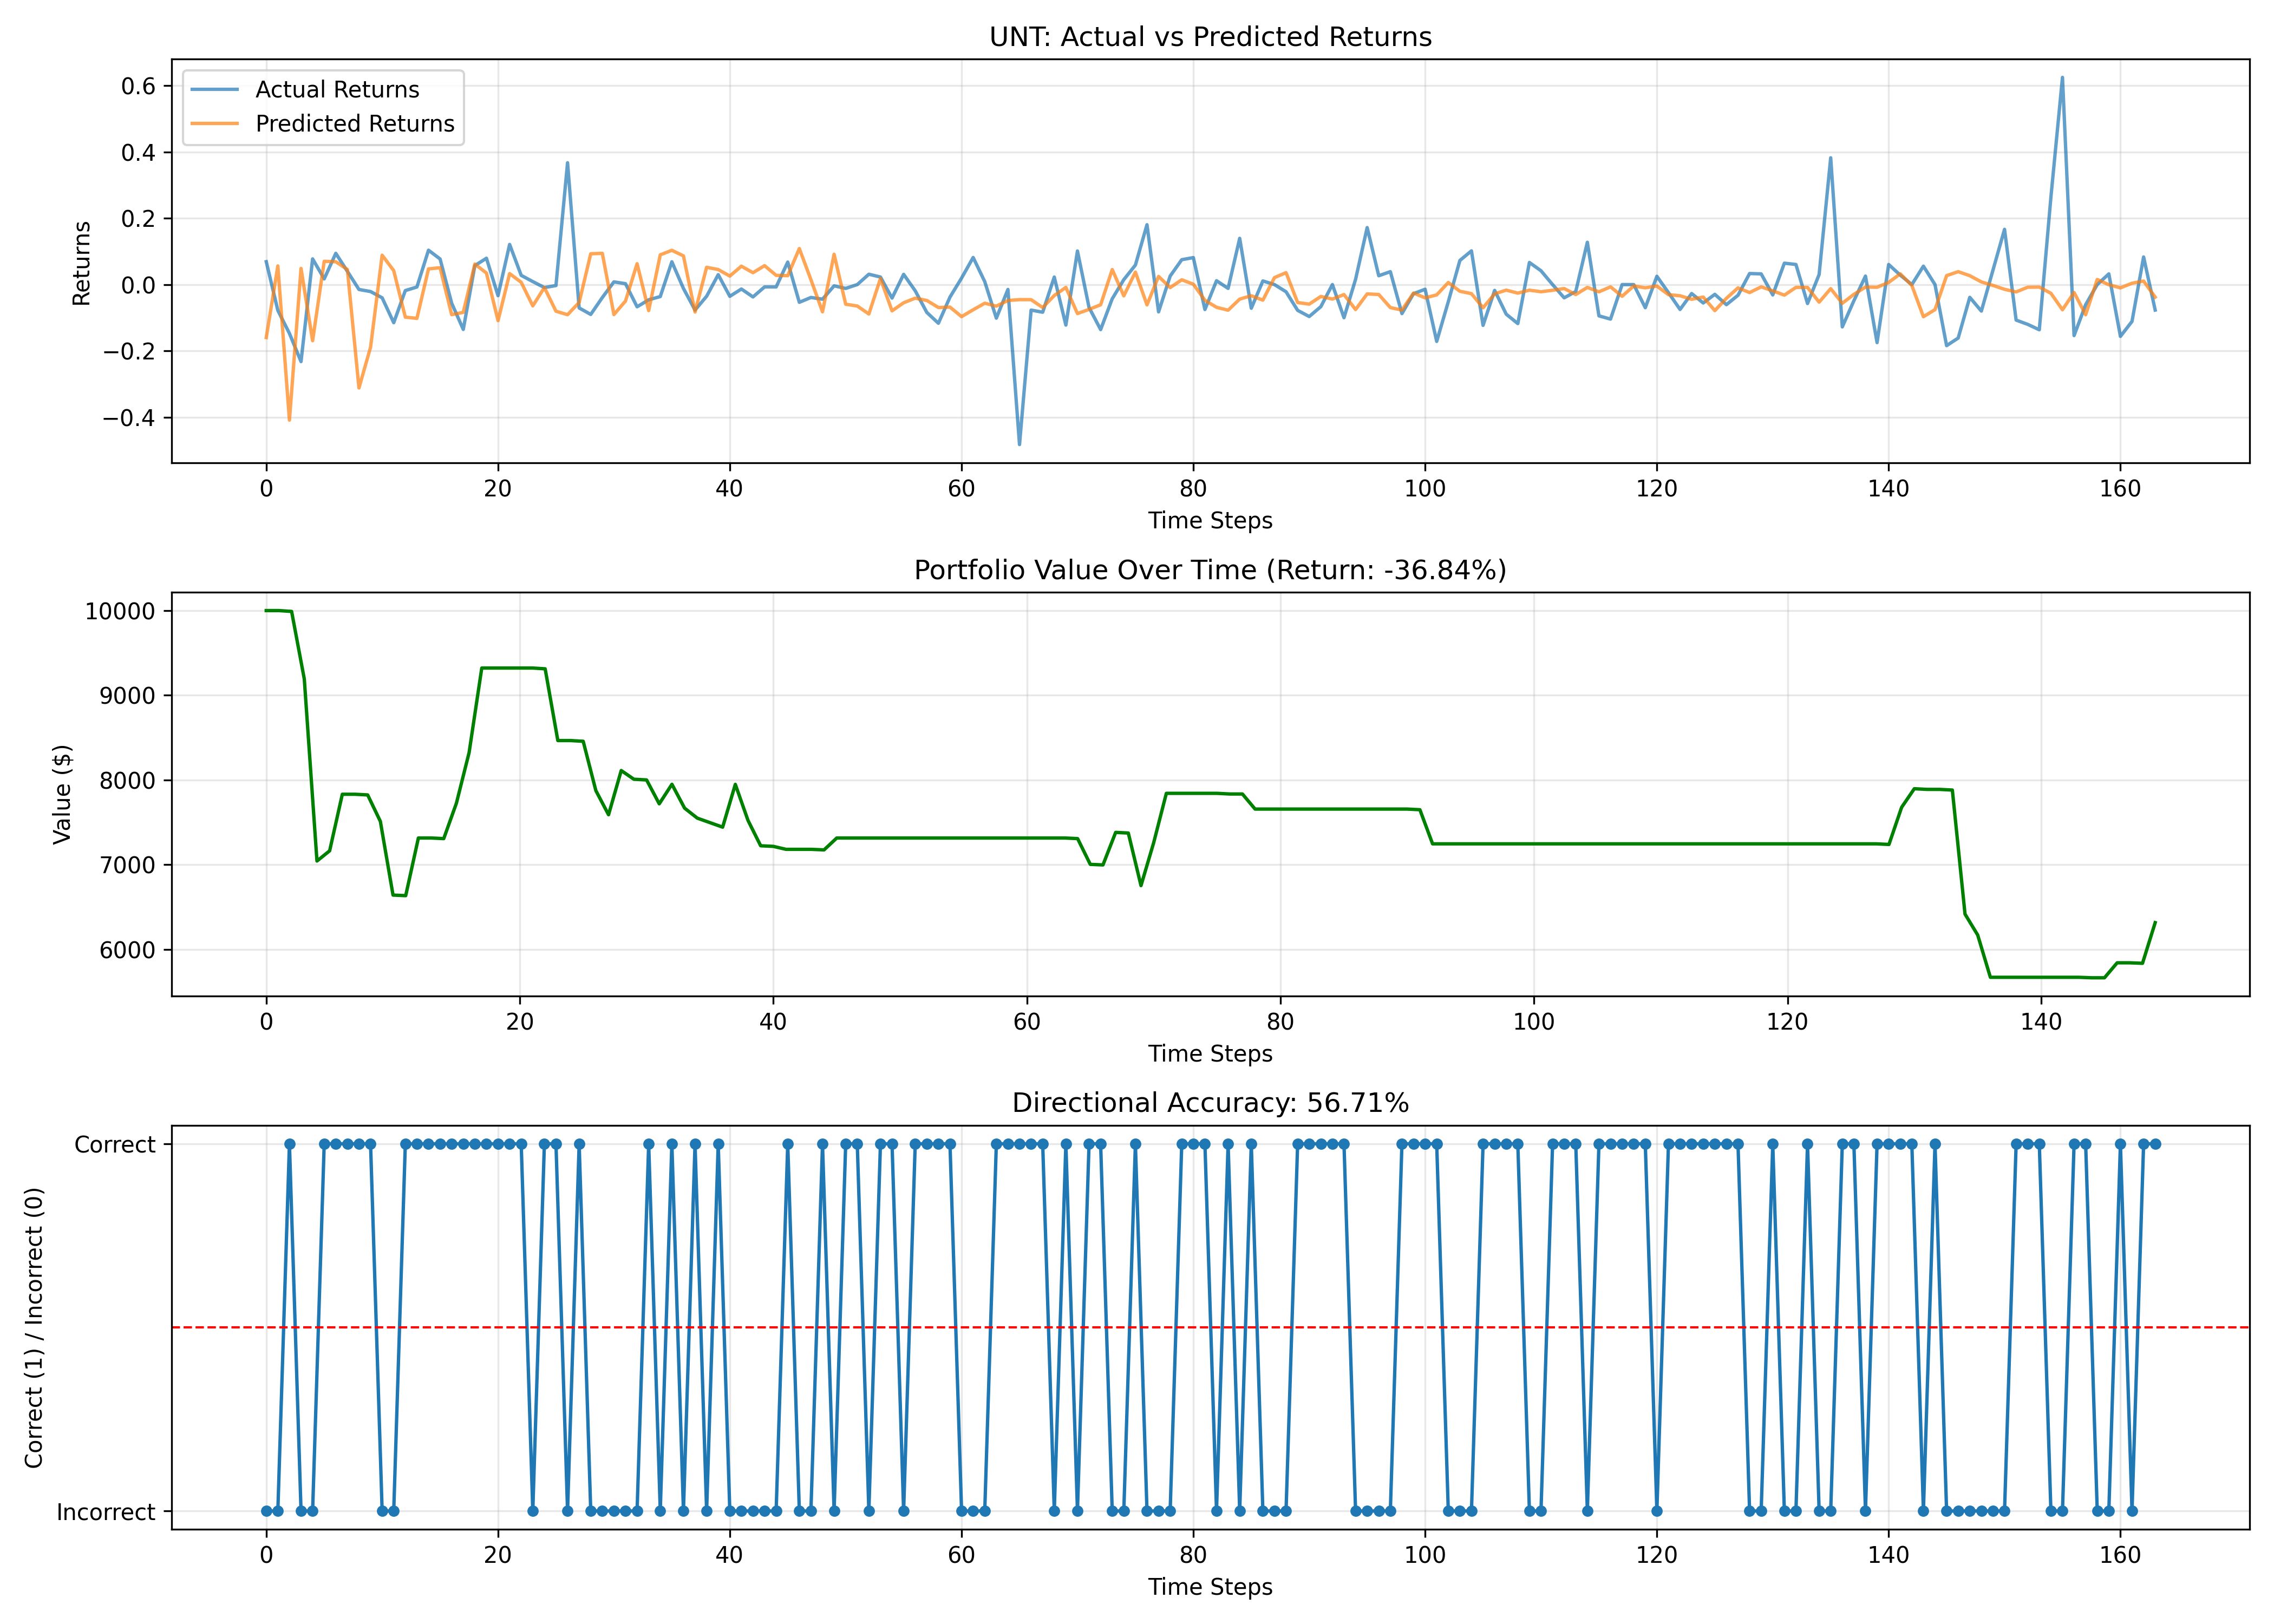 UNT: Actual vs Predicted Returns
Actual Returns
Predicted Returns
Returns
0.6
0.4
0.2
0.0
−0.2
−0.4
0 20 40 60 80 100 120 140 160
Time Steps
Portfolio Value Over Time (Return: -36.84%)
Value ($)
10000
9000
8000
7000
6000
0 20 40 60 80 100 120 140
Time Steps
Directional Accuracy: 56.71%
Correct (1) / Incorrect (0)
Correct
Incorrect
0 20 40 60 80 100 120 140 160
Time Steps